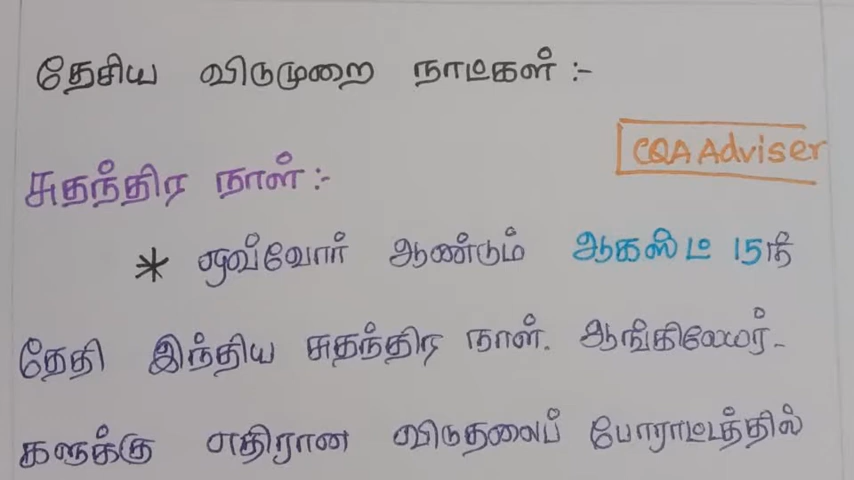 தேசிய விடுமுறை நாட்கள் :-
CQA Adviser
சுதந்திர நாள் :-
* ஒவ்வோர் ஆண்டும் ஆகஸ்ட் 15ந்
தேதி இந்திய சுதந்திர நாள். ஆங்கிலேயர்-
களுக்கு எதிரான விடுதலைப் போராட்டத்தில்